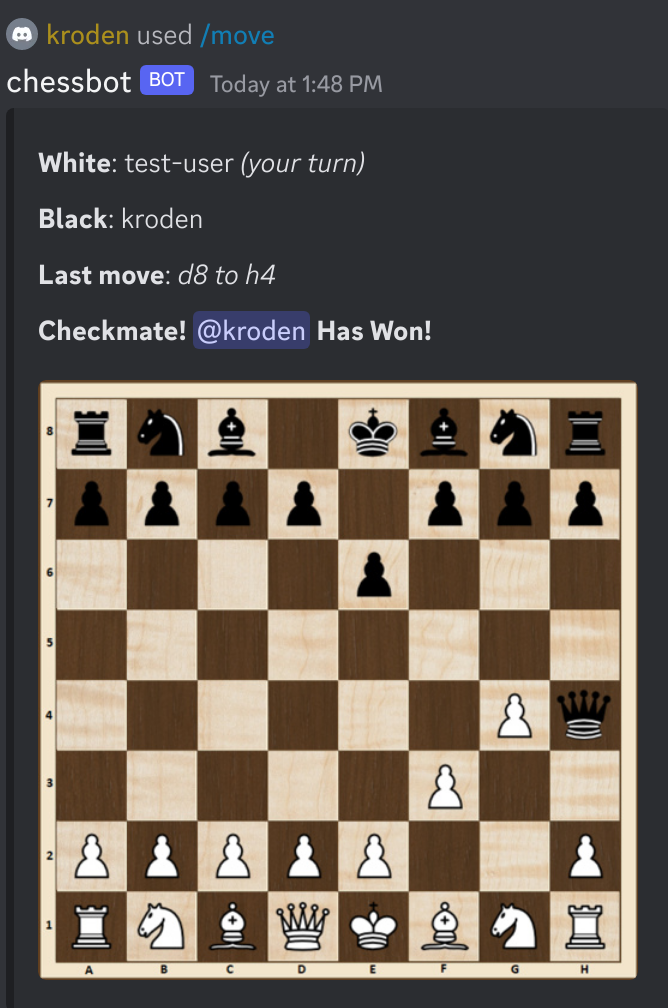 kroden used /move
chessbot BOT Today at 1:48 PM
White: test-user (your turn)
Black: kroden
Last move: d8 to h4
Checkmate! @kroden Has Won!
8
7
6
5
4
3
2
1
A B C D E F G H